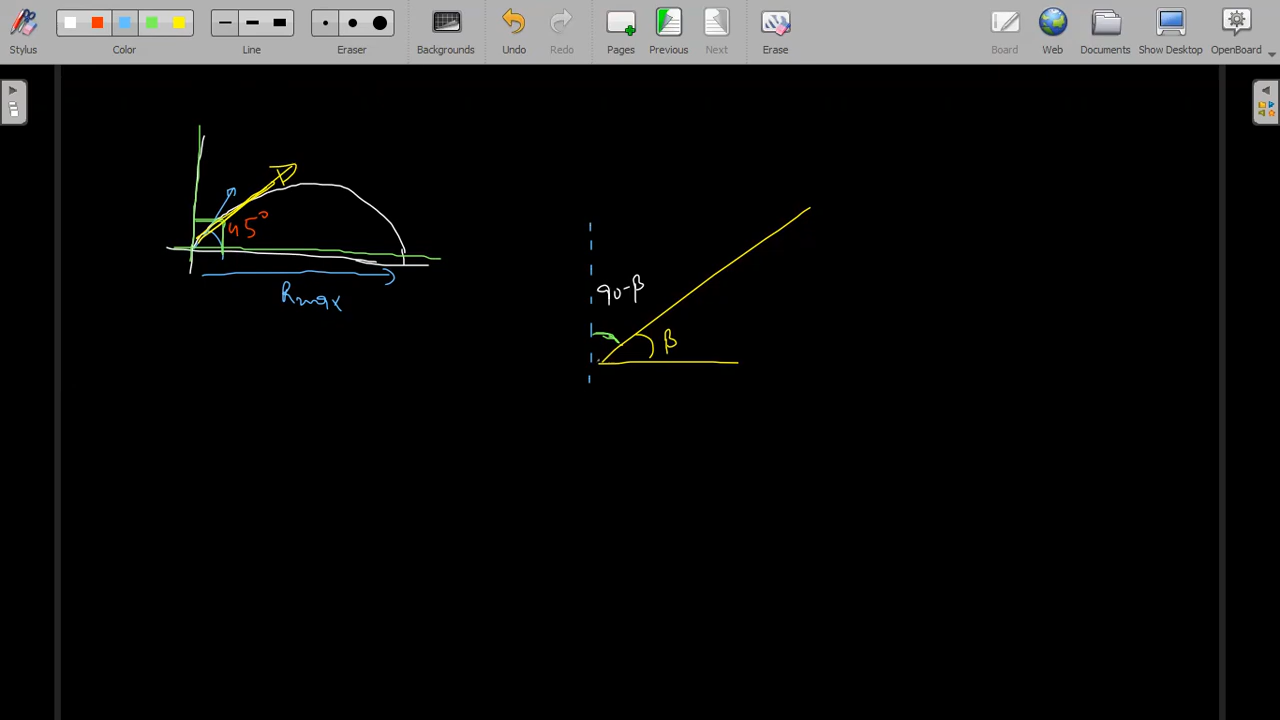 Stylus
Color
Line
Eraser
Backgrounds
Undo
Redo
Pages
Previous
Next
Erase
Board
Web
Documents
Show Desktop
OpenBoard
45°
Rmax
90-β
β